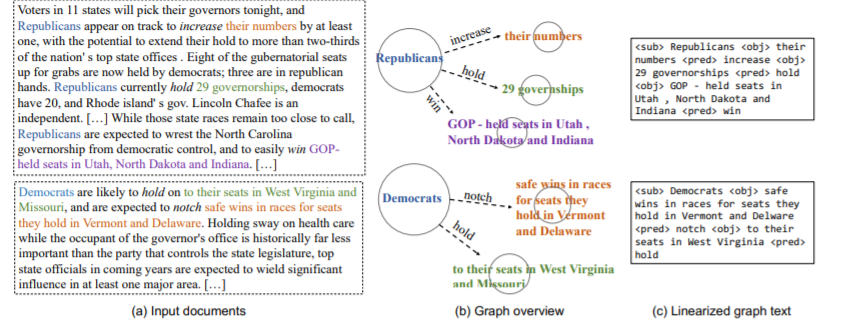 Voters in 11 states will pick their governors tonight, and
Republicans appear on track to increase their numbers by at least
one, with the potential to extend their hold to more than two-thirds
of the nation' s top state offices . Eight of the gubernatorial seats
up for grabs are now held by democrats; three are in republican
hands. Republicans currently hold 29 governorships, democrats
have 20, and Rhode island' s gov. Lincoln Chafee is an
independent. […] While those state races remain too close to call,
Republicans are expected to wrest the North Carolina
governorship from democratic control, and to easily win GOP-
held seats in Utah, North Dakota and Indiana. […]
Democrats are likely to hold on to their seats in West Virginia and
Missouri, and are expected to notch safe wins in races for seats
they hold in Vermont and Delaware. Holding sway on health care
while the occupant of the governor's office is historically far less
important than the party that controls the state legislature, top
state officials in coming years are expected to wield significant
influence in at least one major area. […]
(a) Input documents
Republicans
increase
their numbers
hold
29 governships
win
GOP - held seats in Utah ,
North Dakota and Indiana
Democrats
notch
safe wins in races
for seats they
hold in Vermont
and Delaware
hold
to their seats in West Virginia
and Missouri
(b) Graph overview
<sub> Republicans <obj> their
numbers <pred> increase <obj>
29 governorships <pred> hold
<obj> GOP - held seats in
Utah , North Dakota and
Indiana <pred> win
<sub> Democrats <obj> safe
wins in races for seats they
hold in Vermont and Delware
<pred> notch <obj> to their
seats in West Virginia <pred>
hold
(c) Linearized graph text